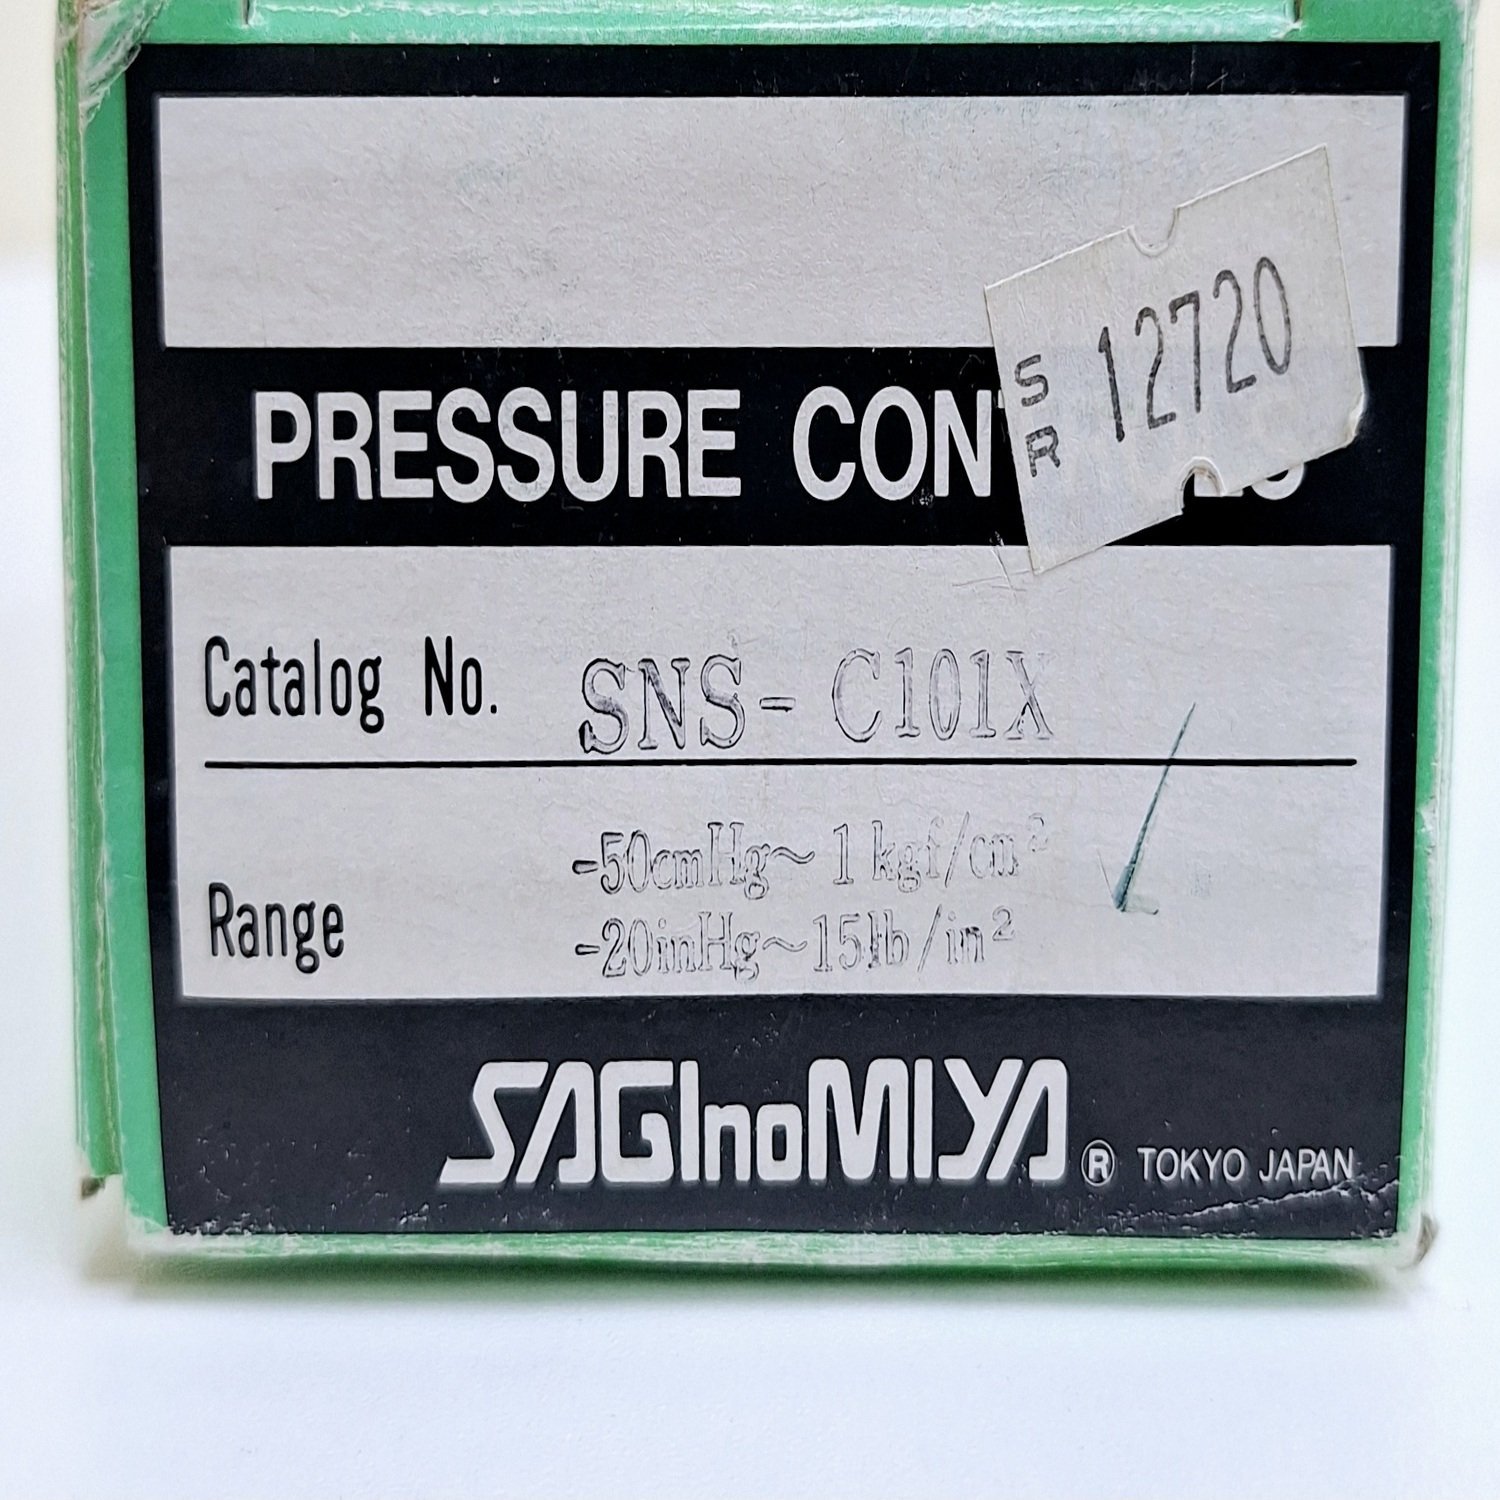 12720
S
R
PRESSURE CON
Catalog No. SNS-C101X
Range
-50cmHg～1kgf/cm²
-20inHg～15lb/in²
SAGInoMIYA® TOKYO JAPAN